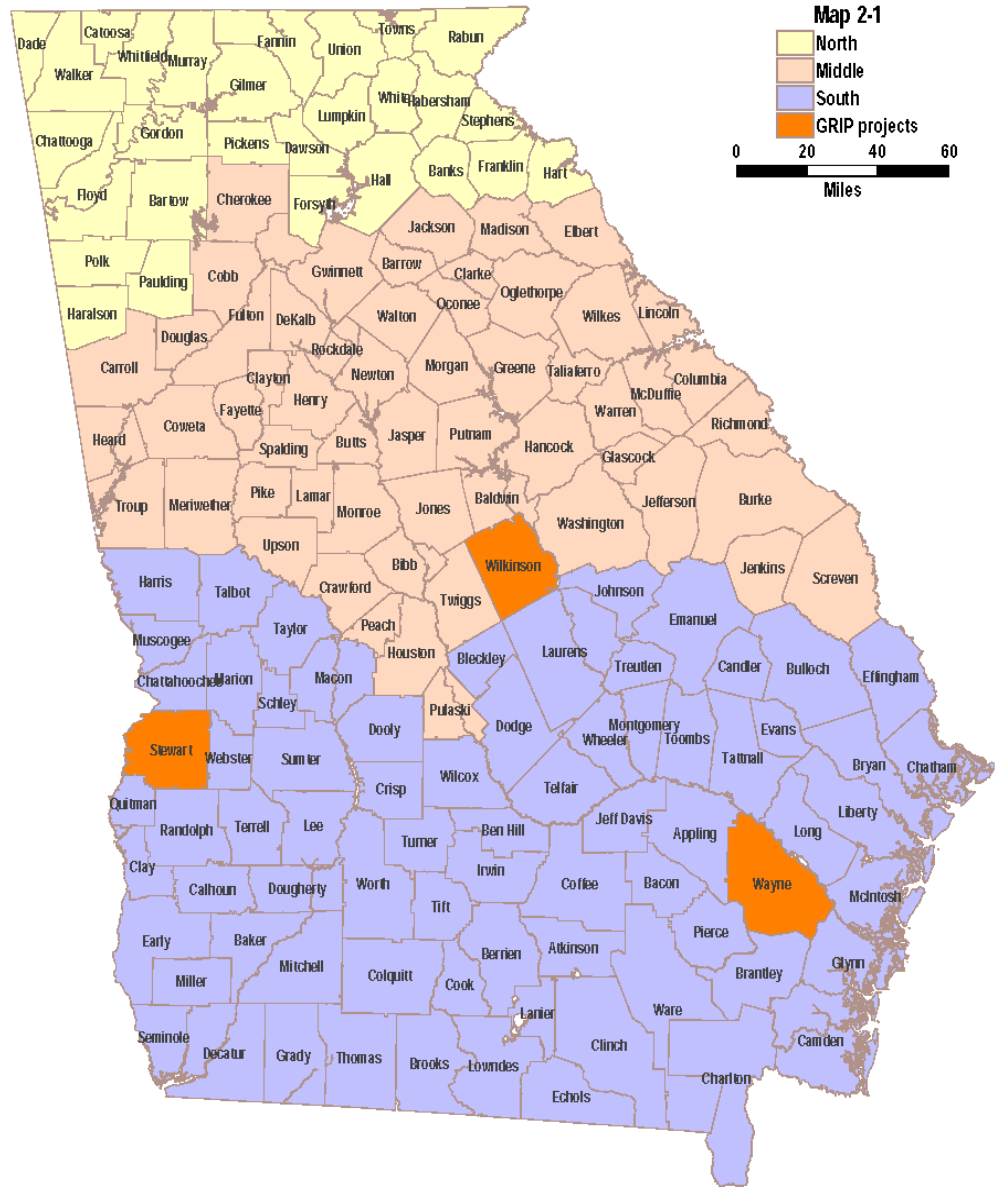 Map 2-1
North
Middle
South
GRIP projects
0 20 40 60
Miles
Dade
Catoosa
Whitfield
Murray
Fannin
Union
Towns
Rabun
Walker
Gilmer
Lumpkin
White
Habersham
Stephens
Chattooga
Gordon
Pickens
Dawson
Hall
Banks
Franklin
Hart
Floyd
Bartow
Cherokee
Forsyth
Jackson
Madison
Elbert
Polk
Paulding
Cobb
Gwinnett
Barrow
Clarke
Oconee
Oglethorpe
Wilkes
Lincoln
Haralson
Douglas
Fulton
DeKalb
Walton
Rockdale
Carroll
Clayton
Newton
Morgan
Greene
Taliaferro
Columbia
McDuffie
Warren
Richmond
Heard
Coweta
Fayette
Henry
Spalding
Butts
Jasper
Putnam
Hancock
Glascock
Troup
Meriwether
Pike
Lamar
Monroe
Jones
Baldwin
Washington
Jefferson
Burke
Upson
Bibb
Wilkinson
Jenkins
Screven
Harris
Talbot
Crawford
Twiggs
Johnson
Emanuel
Muscogee
Taylor
Peach
Houston
Bleckley
Laurens
Treutlen
Candler
Bulloch
Effingham
Chattahoochee
Marion
Macon
Schley
Pulaski
Dooly
Dodge
Wheeler
Montgomery
Toombs
Evans
Tattnall
Bryan
Chatham
Stewart
Webster
Sumter
Crisp
Wilcox
Telfair
Liberty
Quitman
Randolph
Terrell
Lee
Turner
Ben Hill
Jeff Davis
Appling
Long
Clay
Calhoun
Dougherty
Worth
Irwin
Tift
Coffee
Bacon
Wayne
McIntosh
Early
Baker
Miller
Mitchell
Colquitt
Cook
Berrien
Atkinson
Pierce
Brantley
Glynn
Seminole
Decatur
Grady
Thomas
Brooks
Lowndes
Lanier
Clinch
Ware
Echols
Charlton
Camden